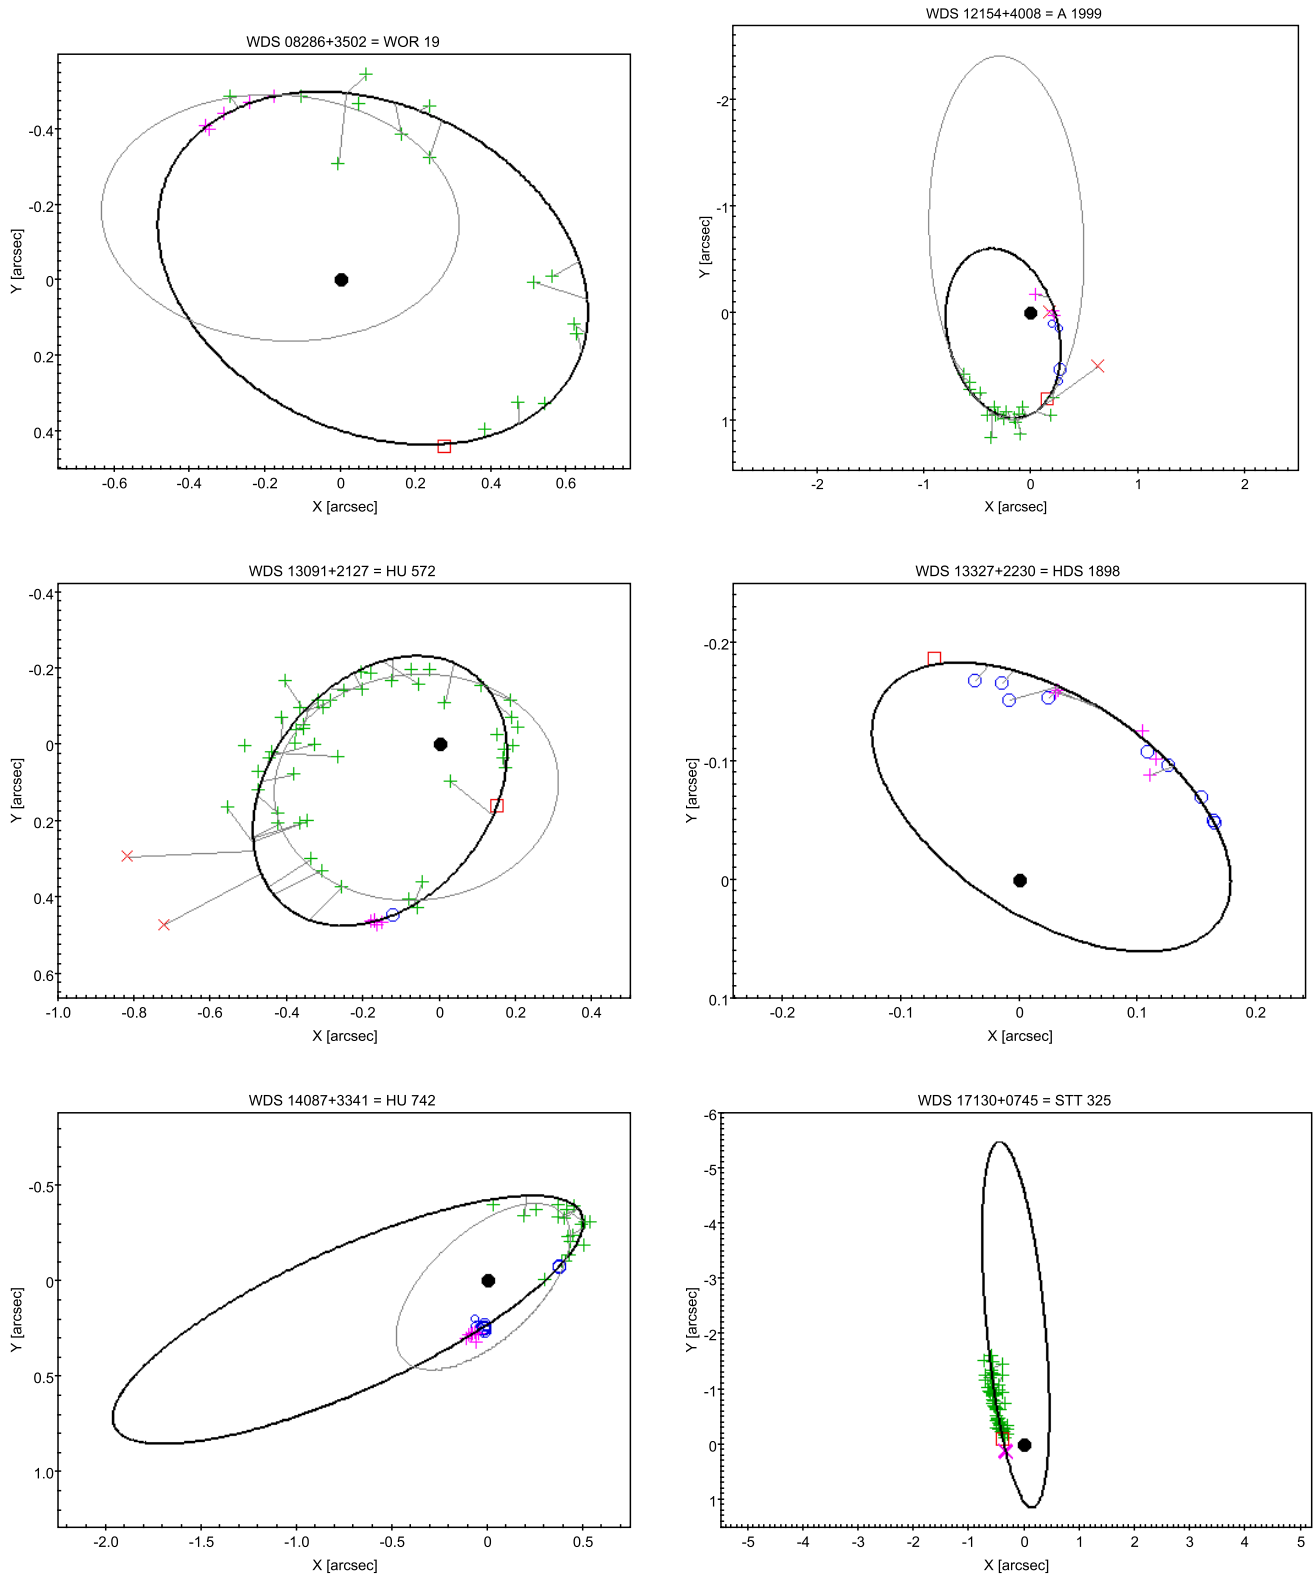 WDS 08286+3502 = WOR 19
-0.4
-0.2
0
0.2
0.4
Y [arcsec]
-0.6 -0.4 -0.2 0 0.2 0.4 0.6
X [arcsec]
WDS 12154+4008 = A 1999
-2
-1
0
1
Y [arcsec]
-2 -1 0 1 2
X [arcsec]
WDS 13091+2127 = HU 572
-0.4
-0.2
0
0.2
0.4
0.6
Y [arcsec]
-1.0 -0.8 -0.6 -0.4 -0.2 0 0.2 0.4
X [arcsec]
WDS 13327+2230 = HDS 1898
-0.2
-0.1
0
0.1
Y [arcsec]
-0.2 -0.1 0 0.1 0.2
X [arcsec]
WDS 14087+3341 = HU 742
-0.5
0
0.5
1.0
Y [arcsec]
-2.0 -1.5 -1.0 -0.5 0 0.5
X [arcsec]
WDS 17130+0745 = STT 325
-6
-5
-4
-3
-2
-1
0
1
Y [arcsec]
-5 -4 -3 -2 -1 0 1 2 3 4 5
X [arcsec]